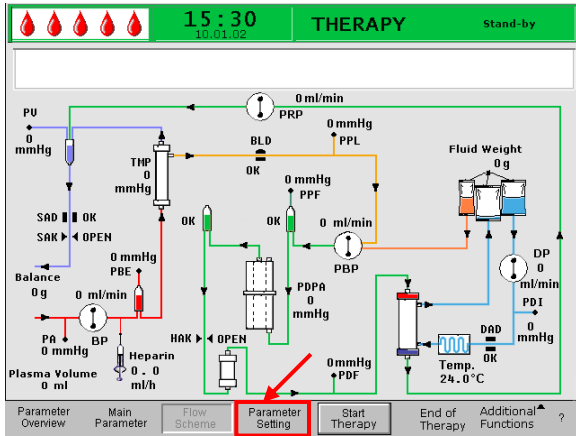 15:30
10.01.02
THERAPY
Stand-by
0 ml/min
PRP
PV
0
mmHg
BLD
OK
0 mmHg
PPL
Fluid Weight
0 g
TMP
0
mmHg
0 mmHg
PPF
SAD OK
SAK OPEN
OK
OK
0 ml/min
PBP
Balance
0 g
0 mmHg
PBE
0 ml/min
BP
PDPA
0
mmHg
DP
0
ml/min
PDI
0
mmHg
PA
0 mmHg
HAK OPEN
DAD
OK
Heparin
0.0
ml/h
Plasma Volume
0 ml
0 mmHg
PDF
Temp.
24.0°C
Parameter
Overview
Main
Parameter
Flow
Scheme
Parameter
Setting
Start
Therapy
End of
Therapy
Additional
Functions
?